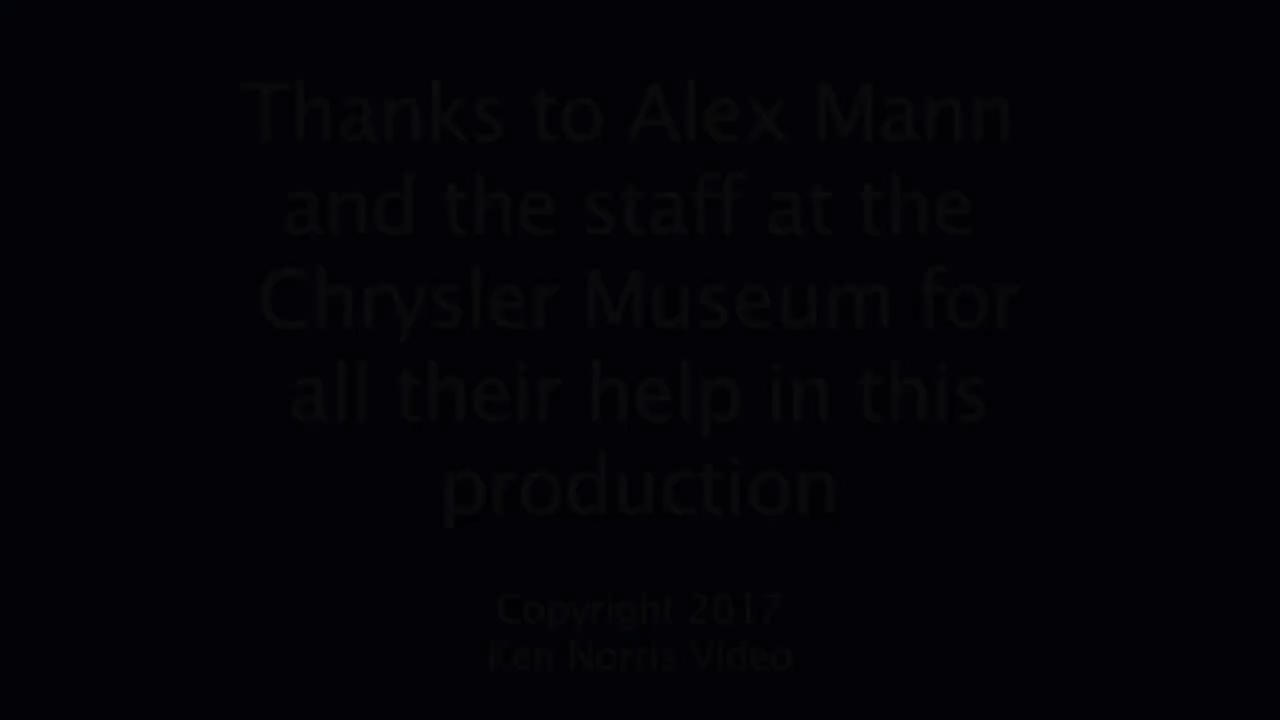 Thanks to Alex Mann
and the staff at the
Chrysler Museum for
all their help in this
production
Copyright 2017
Ken Norris Video